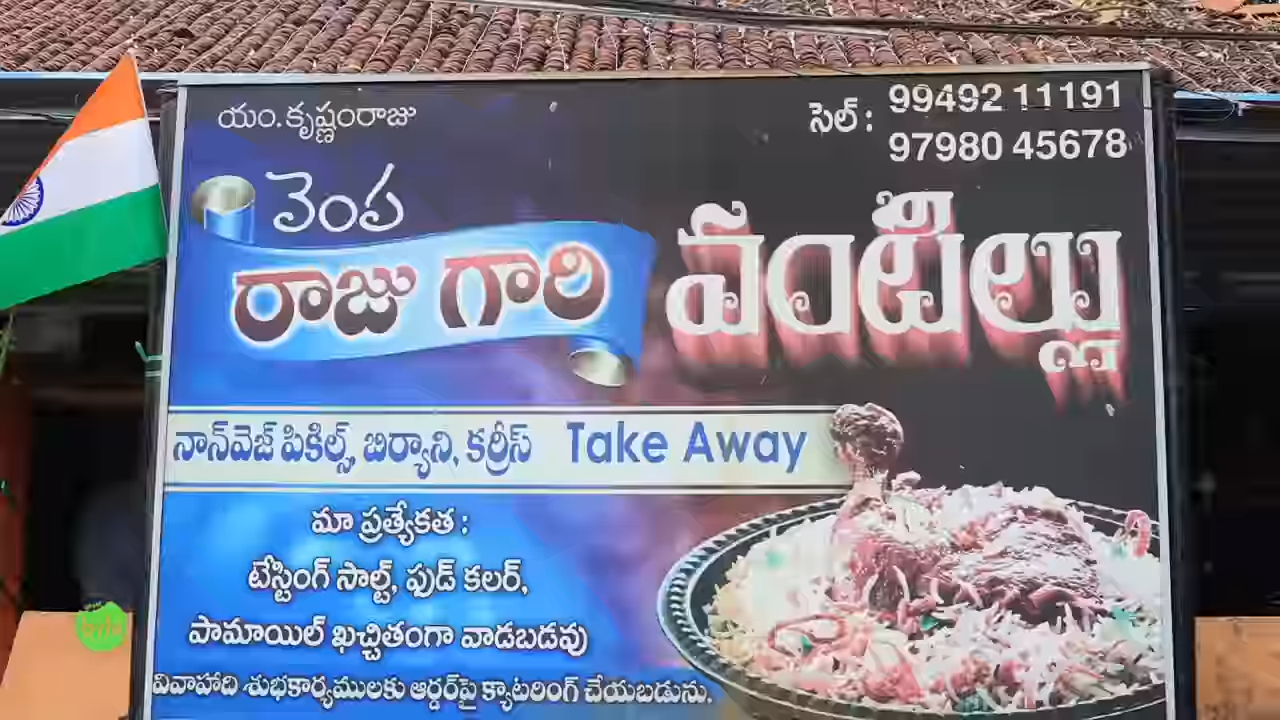 యం.కృష్ణంరాజు
సెల్ : 99492 11191
97980 45678
వెంప
రాజు గారి వంటిల్లు
నాన్‌వెజ్ పికిల్స్, బిర్యాని, కర్రీస్ Take Away
మా ప్రత్యేకత :
టేస్టింగ్ సాల్ట్, ఫుడ్ కలర్,
పామాయిల్ ఖచ్చితంగా వాడబడవు
వివాహాది శుభకార్యములకు ఆర్డర్‌పై క్యాటరింగ్ చేయబడును.